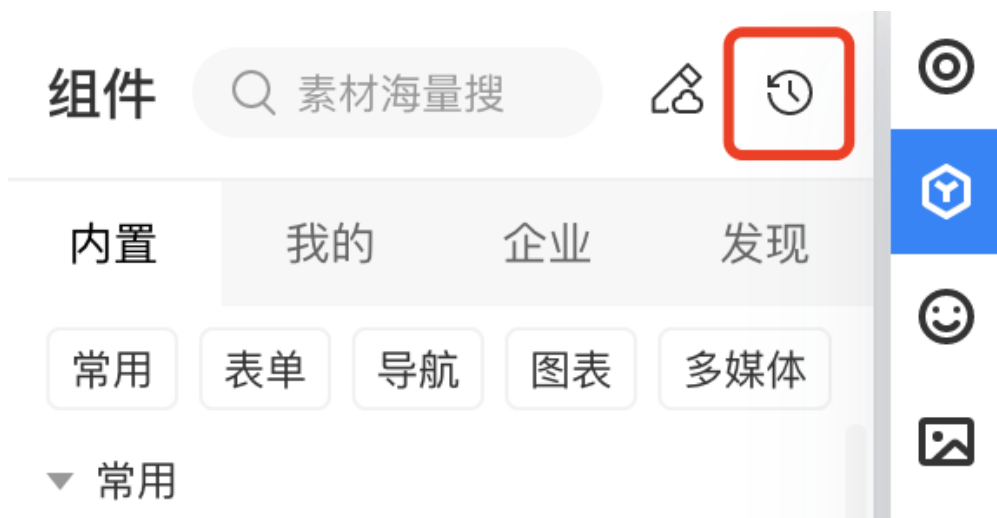 组件 素材海量搜
内置 我的 企业 发现
常用 表单 导航 图表 多媒体
常用